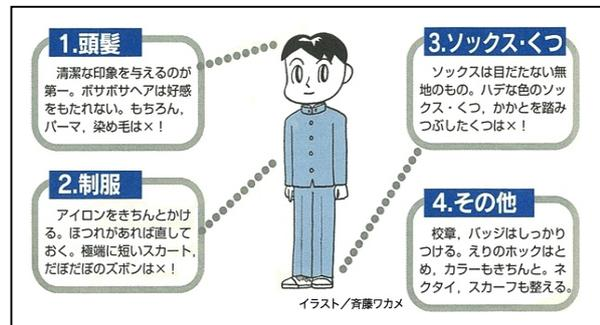 1.頭髪
清潔な印象を与えるのが
第一。ボサボサヘアは好感
をもたれない。もちろん,
パーマ,染め毛は×!
2.制服
アイロンをきちんとかけ
る。ほつれがあれば直して
おく。極端に短いスカート,
だぼだぼのズボンは×!
3.ソックス・くつ
ソックスは目だたない無
地のもの。ハデな色のソッ
クス・くつ,かかとを踏み
つぶしたくつは×!
4.その他
校章,バッジはしっかり
つける。えりのホックはと
め,カラーもきちんと。ネ
クタイ,スカーフも整える。
イラスト/斉藤ワカメ